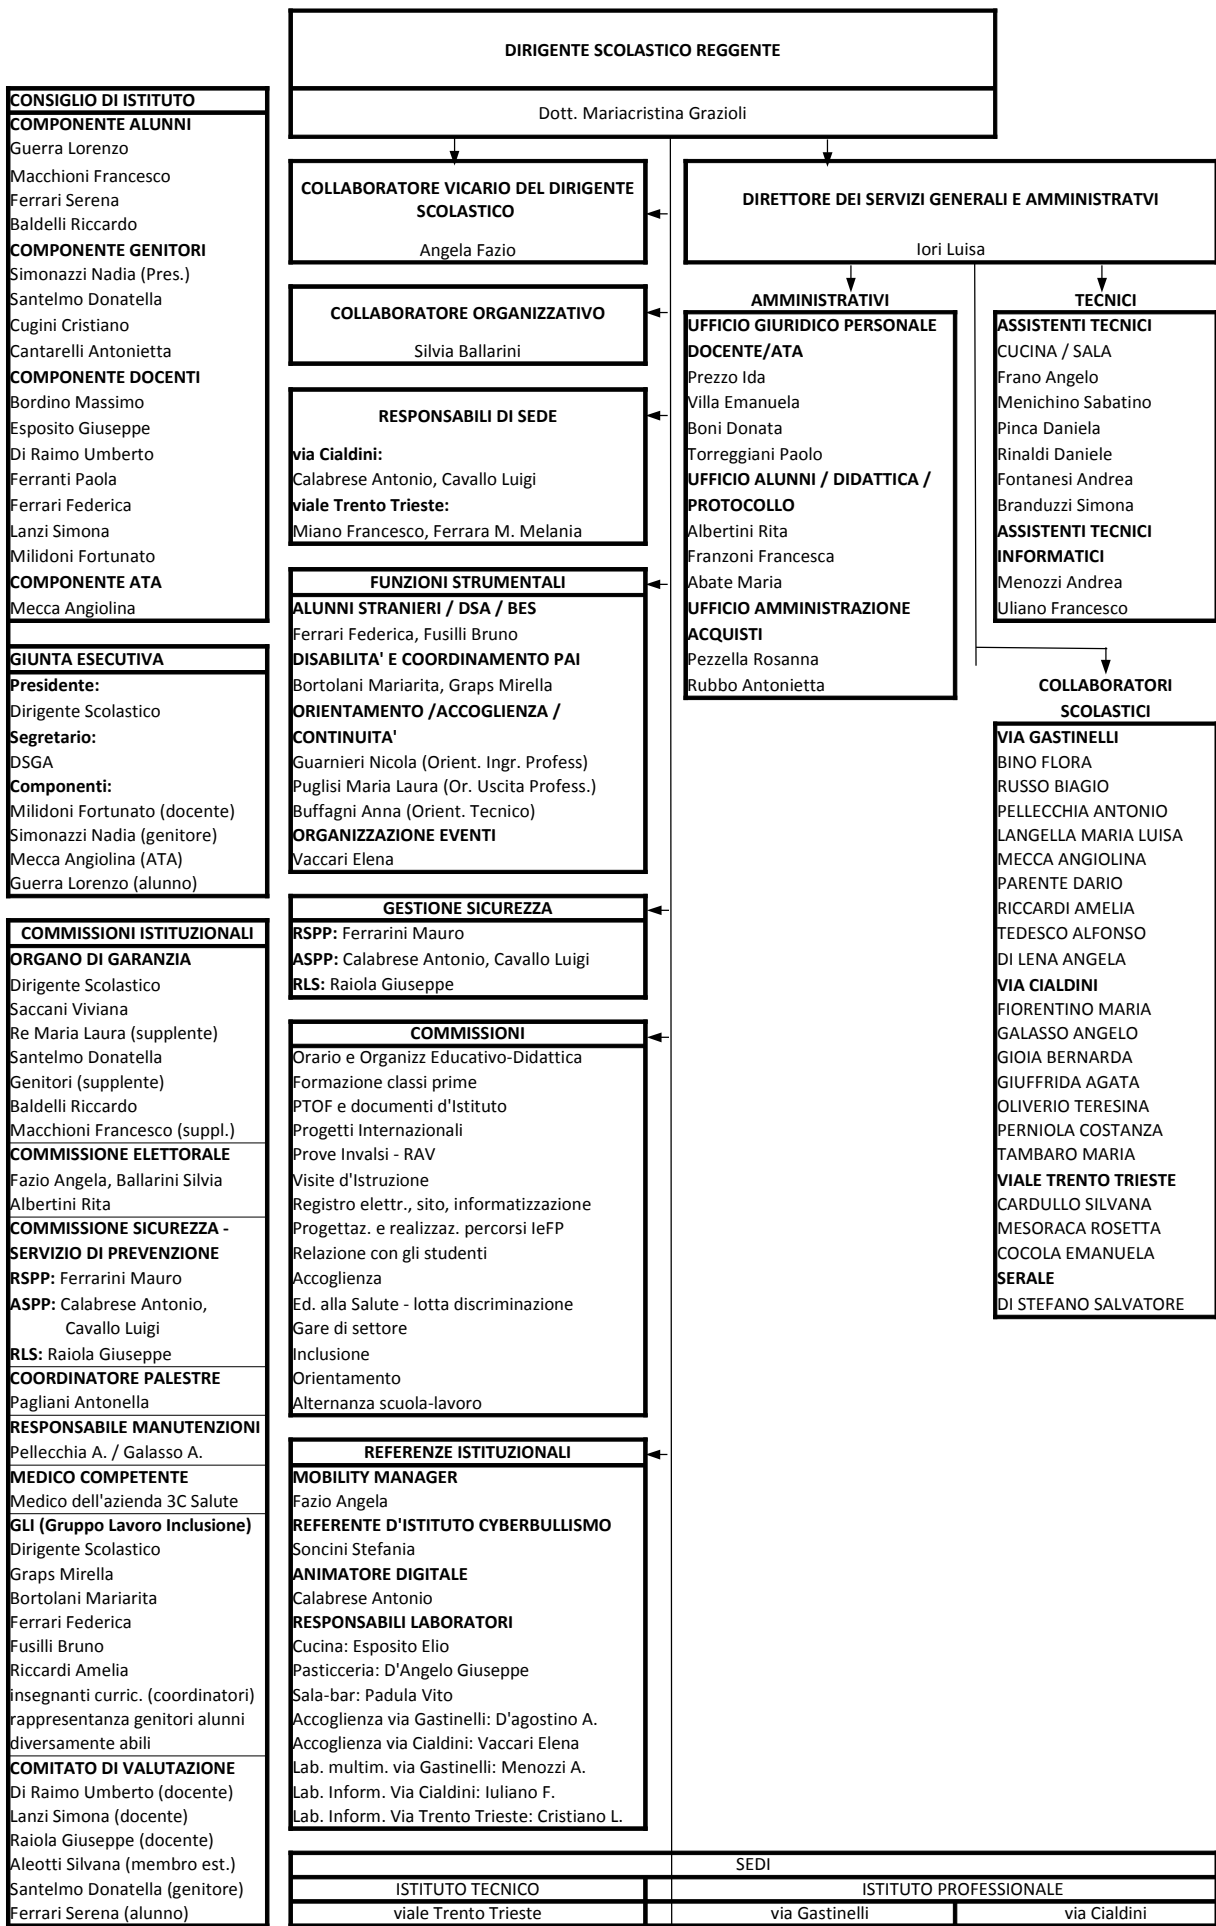 DIRIGENTE SCOLASTICO REGGENTE
Dott. Mariacristina Grazioli
CONSIGLIO DI ISTITUTO
COMPONENTE ALUNNI
Guerra Lorenzo
Macchioni Francesco
Ferrari Serena
Baldelli Riccardo
COMPONENTE GENITORI
Simonazzi Nadia (Pres.)
Santelmo Donatella
Cugini Cristiano
Cantarelli Antonietta
COMPONENTE DOCENTI
Bordino Massimo
Esposito Giuseppe
Di Raimo Umberto
Ferranti Paola
Ferrari Federica
Lanzi Simona
Milidoni Fortunato
COMPONENTE ATA
Mecca Angiolina
GIUNTA ESECUTIVA
Presidente:
Dirigente Scolastico
Segretario:
DSGA
Componenti:
Milidoni Fortunato (docente)
Simonazzi Nadia (genitore)
Mecca Angiolina (ATA)
Guerra Lorenzo (alunno)
COMMISSIONI ISTITUZIONALI
ORGANO DI GARANZIA
Dirigente Scolastico
Saccani Viviana
Re Maria Laura (supplente)
Santelmo Donatella
Genitori (supplente)
Baldelli Riccardo
Macchioni Francesco (suppl.)
COMMISSIONE ELETTORALE
Fazio Angela, Ballarini Silvia
Albertini Rita
COMMISSIONE SICUREZZA -
SERVIZIO DI PREVENZIONE
RSPP: Ferrarini Mauro
ASPP: Calabrese Antonio,
Cavallo Luigi
RLS: Raiola Giuseppe
COORDINATORE PALESTRE
Pagliani Antonella
RESPONSABILE MANUTENZIONI
Pellecchia A. / Galasso A.
MEDICO COMPETENTE
Medico dell'azienda 3C Salute
GLI (Gruppo Lavoro Inclusione)
Dirigente Scolastico
Graps Mirella
Bortolani Mariarita
Ferrari Federica
Fusilli Bruno
Riccardi Amelia
insegnanti curric. (coordinatori)
rappresentanza genitori alunni
diversamente abili
COMITATO DI VALUTAZIONE
Di Raimo Umberto (docente)
Lanzi Simona (docente)
Raiola Giuseppe (docente)
Aleotti Silvana (membro est.)
Santelmo Donatella (genitore)
Ferrari Serena (alunno)
COLLABORATORE VICARIO DEL DIRIGENTE
SCOLASTICO
Angela Fazio
COLLABORATORE ORGANIZZATIVO
Silvia Ballarini
RESPONSABILI DI SEDE
via Cialdini:
Calabrese Antonio, Cavallo Luigi
viale Trento Trieste:
Miano Francesco, Ferrara M. Melania
FUNZIONI STRUMENTALI
ALUNNI STRANIERI / DSA / BES
Ferrari Federica, Fusilli Bruno
DISABILITA' E COORDINAMENTO PAI
Bortolani Mariarita, Graps Mirella
ORIENTAMENTO /ACCOGLIENZA /
CONTINUITA'
Guarnieri Nicola (Orient. Ingr. Profess)
Puglisi Maria Laura (Or. Uscita Profess.)
Buffagni Anna (Orient. Tecnico)
ORGANIZZAZIONE EVENTI
Vaccari Elena
GESTIONE SICUREZZA
RSPP: Ferrarini Mauro
ASPP: Calabrese Antonio, Cavallo Luigi
RLS: Raiola Giuseppe
COMMISSIONI
Orario e Organizz Educativo-Didattica
Formazione classi prime
PTOF e documenti d'Istituto
Progetti Internazionali
Prove Invalsi - RAV
Visite d'Istruzione
Registro elettr., sito, informatizzazione
Progettaz. e realizzaz. percorsi IeFP
Relazione con gli studenti
Accoglienza
Ed. alla Salute - lotta discriminazione
Gare di settore
Inclusione
Orientamento
Alternanza scuola-lavoro
REFERENZE ISTITUZIONALI
MOBILITY MANAGER
Fazio Angela
REFERENTE D'ISTITUTO CYBERBULLISMO
Soncini Stefania
ANIMATORE DIGITALE
Calabrese Antonio
RESPONSABILI LABORATORI
Cucina: Esposito Elio
Pasticceria: D'Angelo Giuseppe
Sala-bar: Padula Vito
Accoglienza via Gastinelli: D'agostino A.
Accoglienza via Cialdini: Vaccari Elena
Lab. multim. via Gastinelli: Menozzi A.
Lab. Inform. Via Cialdini: Iuliano F.
Lab. Inform. Via Trento Trieste: Cristiano L.
DIRETTORE DEI SERVIZI GENERALI E AMMINISTRATVI
Iori Luisa
AMMINISTRATIVI
UFFICIO GIURIDICO PERSONALE
DOCENTE/ATA
Prezzo Ida
Villa Emanuela
Boni Donata
Torreggiani Paolo
UFFICIO ALUNNI / DIDATTICA /
PROTOCOLLO
Albertini Rita
Franzoni Francesca
Abate Maria
UFFICIO AMMINISTRAZIONE
ACQUISTI
Pezzella Rosanna
Rubbo Antonietta
TECNICI
ASSISTENTI TECNICI
CUCINA / SALA
Frano Angelo
Menichino Sabatino
Pinca Daniela
Rinaldi Daniele
Fontanesi Andrea
Branduzzi Simona
ASSISTENTI TECNICI
INFORMATICI
Menozzi Andrea
Uliano Francesco
COLLABORATORI
SCOLASTICI
VIA GASTINELLI
BINO FLORA
RUSSO BIAGIO
PELLECCHIA ANTONIO
LANGELLA MARIA LUISA
MECCA ANGIOLINA
PARENTE DARIO
RICCARDI AMELIA
TEDESCO ALFONSO
DI LENA ANGELA
VIA CIALDINI
FIORENTINO MARIA
GALASSO ANGELO
GIOIA BERNARDA
GIUFFRIDA AGATA
OLIVERIO TERESINA
PERNIOLA COSTANZA
TAMBARO MARIA
VIALE TRENTO TRIESTE
CARDULLO SILVANA
MESORACA ROSETTA
COCOLA EMANUELA
SERALE
DI STEFANO SALVATORE
SEDI
ISTITUTO TECNICO
ISTITUTO PROFESSIONALE
viale Trento Trieste
via Gastinelli
via Cialdini